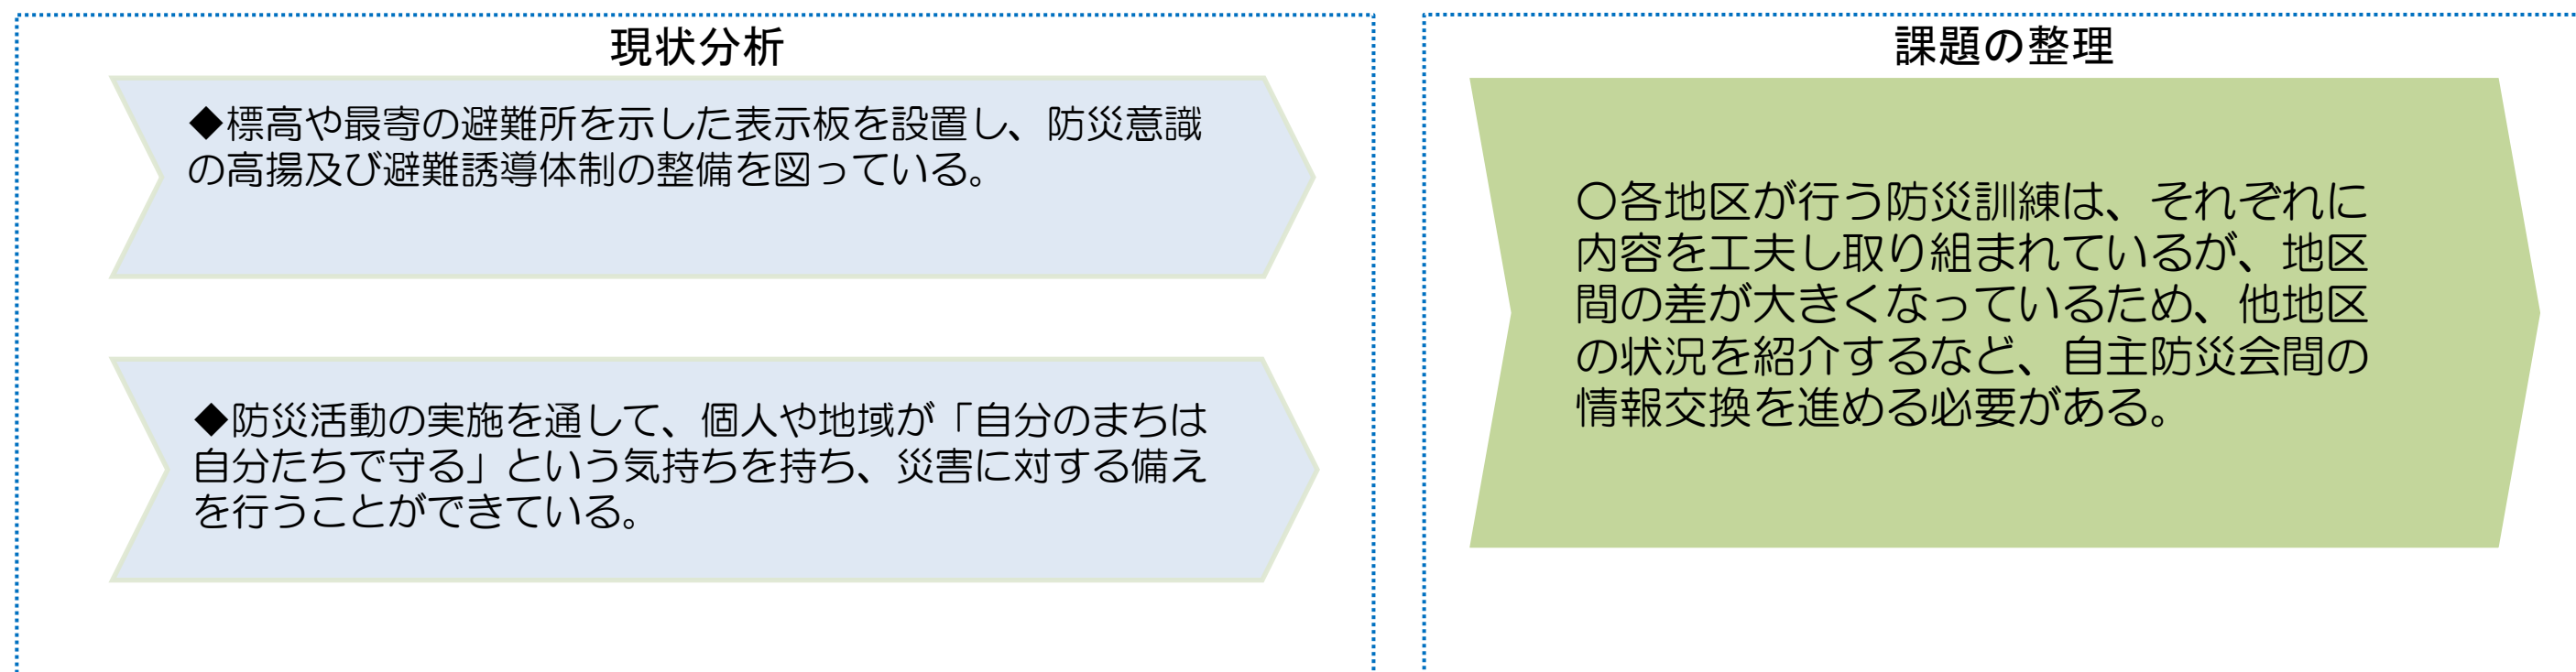 現状分析
◆標高や最寄の避難所を示した表示板を設置し、防災意識
の高揚及び避難誘導体制の整備を図っている。
◆防災活動の実施を通して、個人や地域が「自分のまちは
自分たちで守る」という気持ちを持ち、災害に対する備え
を行うことができている。
課題の整理
〇各地区が行う防災訓練は、それぞれに
内容を工夫し取り組まれているが、地区
間の差が大きくなっているため、他地区
の状況を紹介するなど、自主防災会間の
情報交換を進める必要がある。